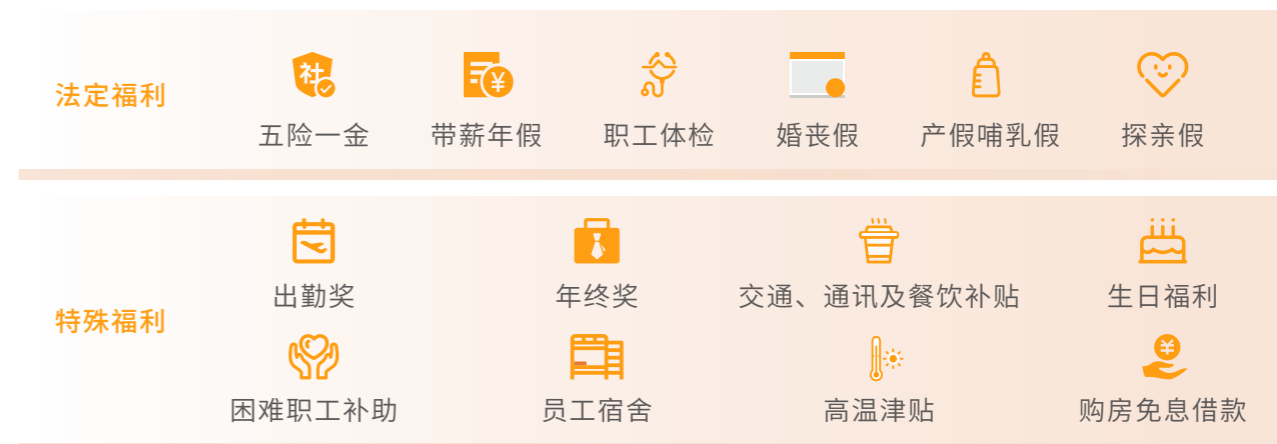 法定福利
社
¥
五险一金 带薪年假 职工体检 婚丧假 产假哺乳假 探亲假
特殊福利
出勤奖 年终奖 交通、通讯及餐饮补贴 生日福利
¥
困难职工补助 员工宿舍 高温津贴 购房免息借款